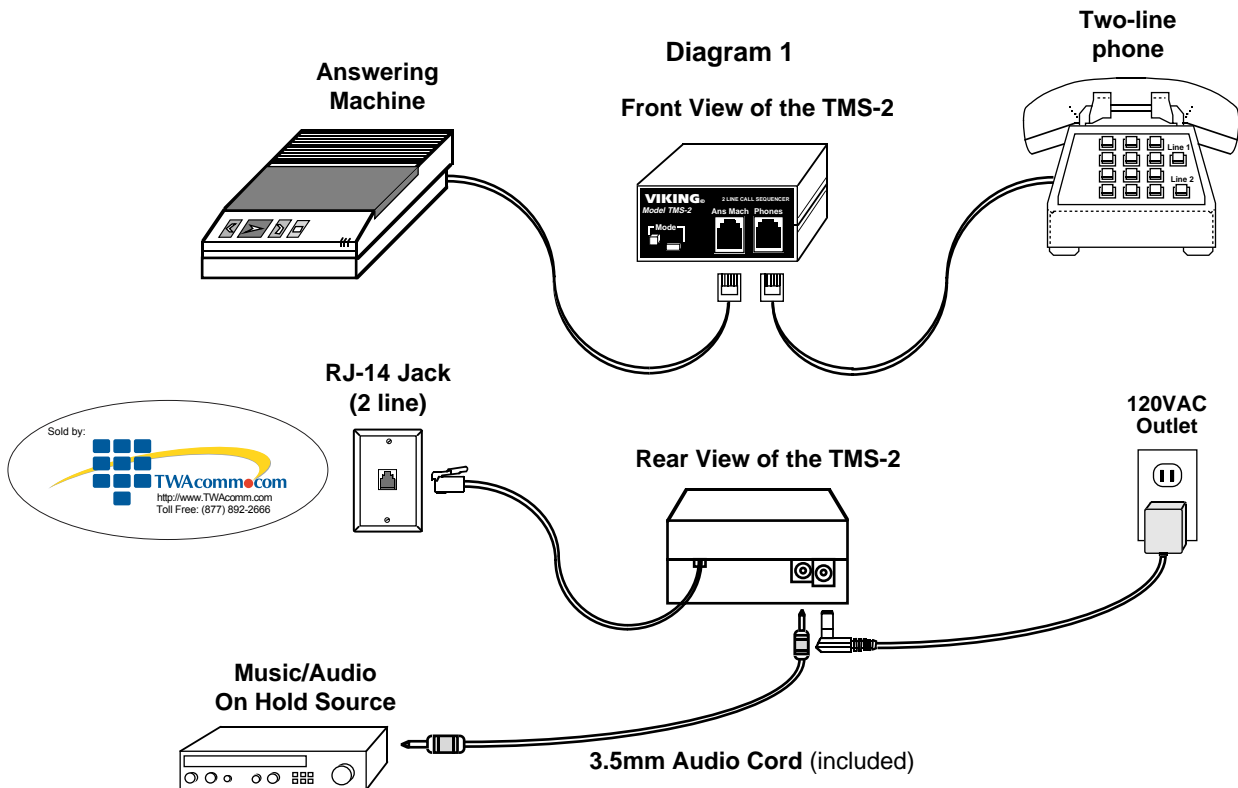 Diagram 1
Two-line
phone
Answering
Machine
Front View of the TMS-2
Line 1
Line 2
VIKING®
2 LINE CALL SEQUENCER
Model TMS-2
Ans Mach Phones
Mode
RJ-14 Jack
(2 line)
120VAC
Outlet
Sold by:
TWAcomm.com
http://www.TWAcomm.com
Toll Free: (877) 892-2666
Rear View of the TMS-2
Music/Audio
On Hold Source
3.5mm Audio Cord (included)